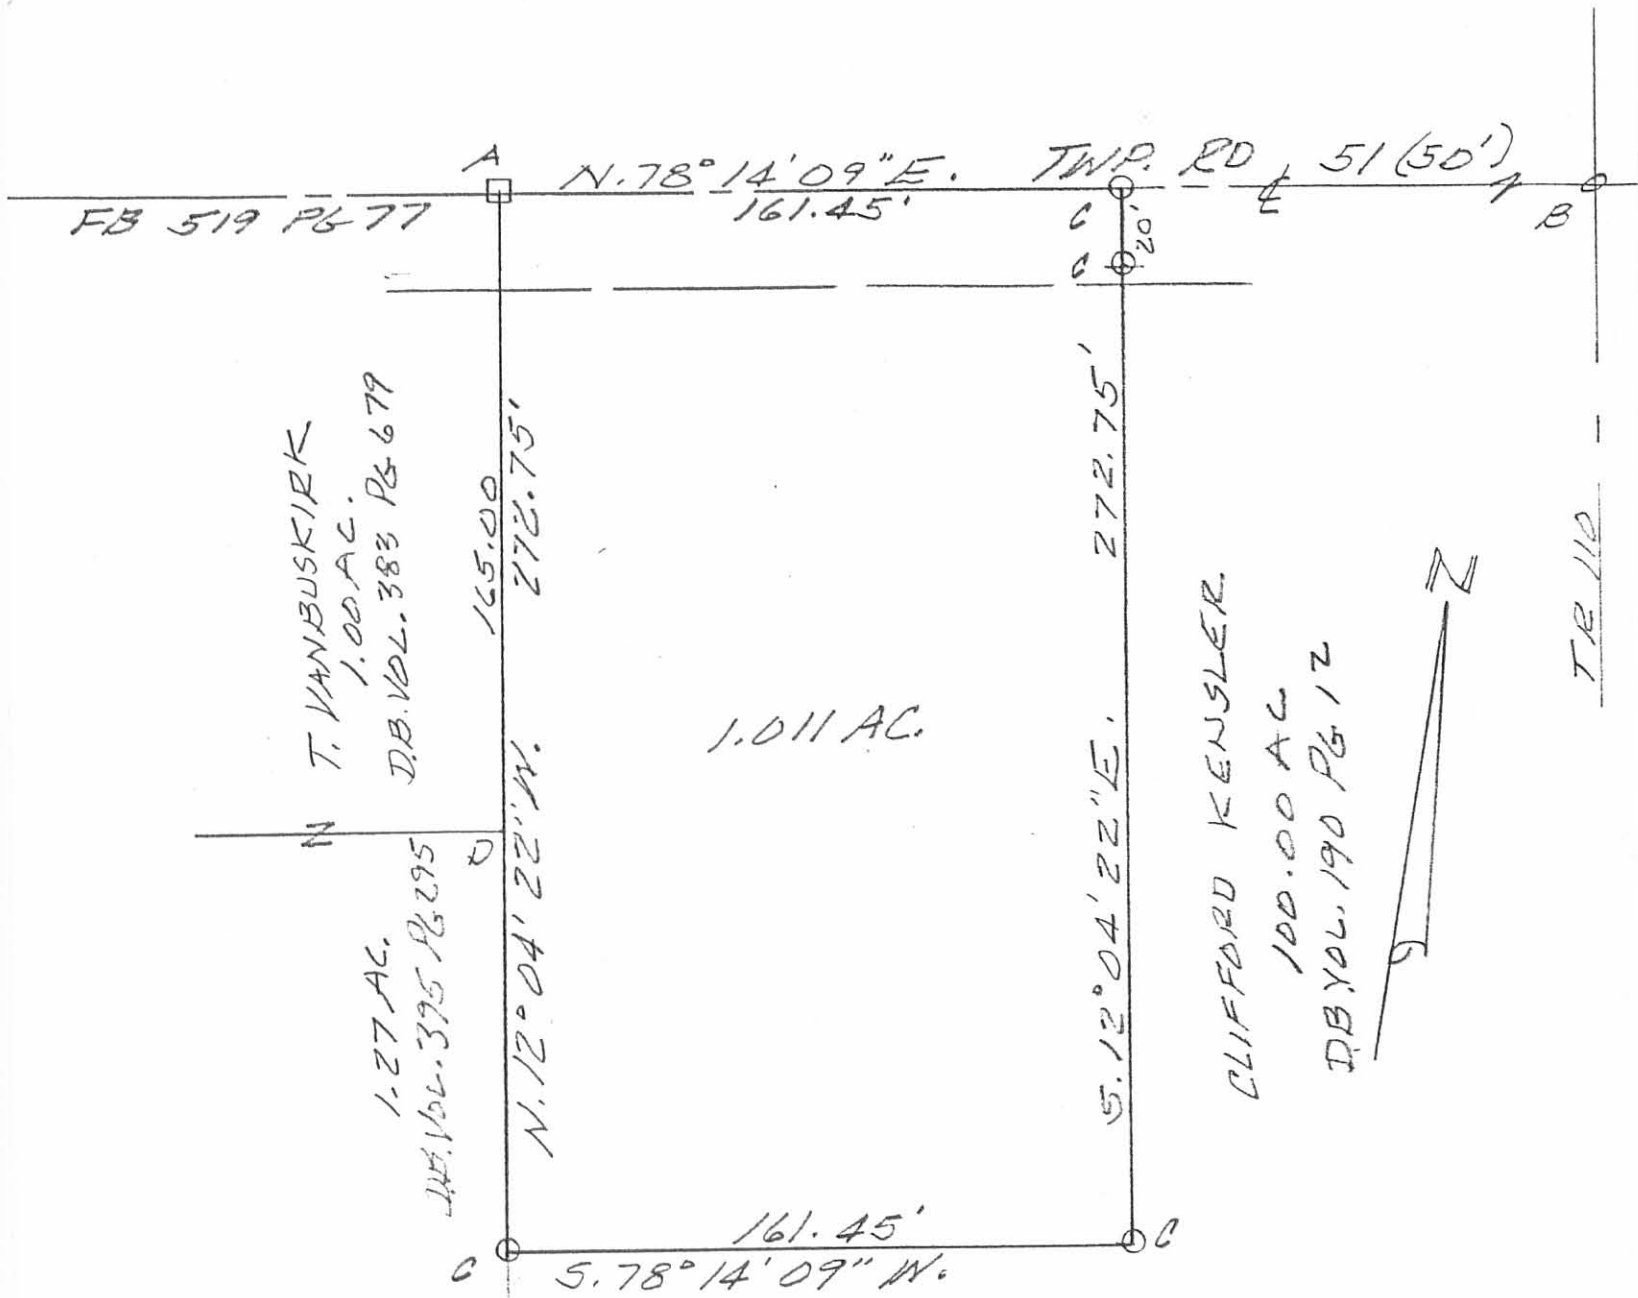 A
N.78° 14' 09" E.
TWP. RD 51 (50')
FB 519 PG 77
161.45'
C
B
20'
C
T. VANBUSKIRK
1.00 AC.
D.B. VOL. 383 PG 679
165.00
272.75'
272.75'
TR 110
N
1.011 AC.
CLIFFORD KENSLER
100.00 AC
D.B. VOL. 190 PG 12
D
N. 12° 04' 22" W.
S. 12° 04' 22" E.
1.27 AC.
D.B. VOL. 395 PG 295
161.45'
C
C
S. 78° 14' 09" W.